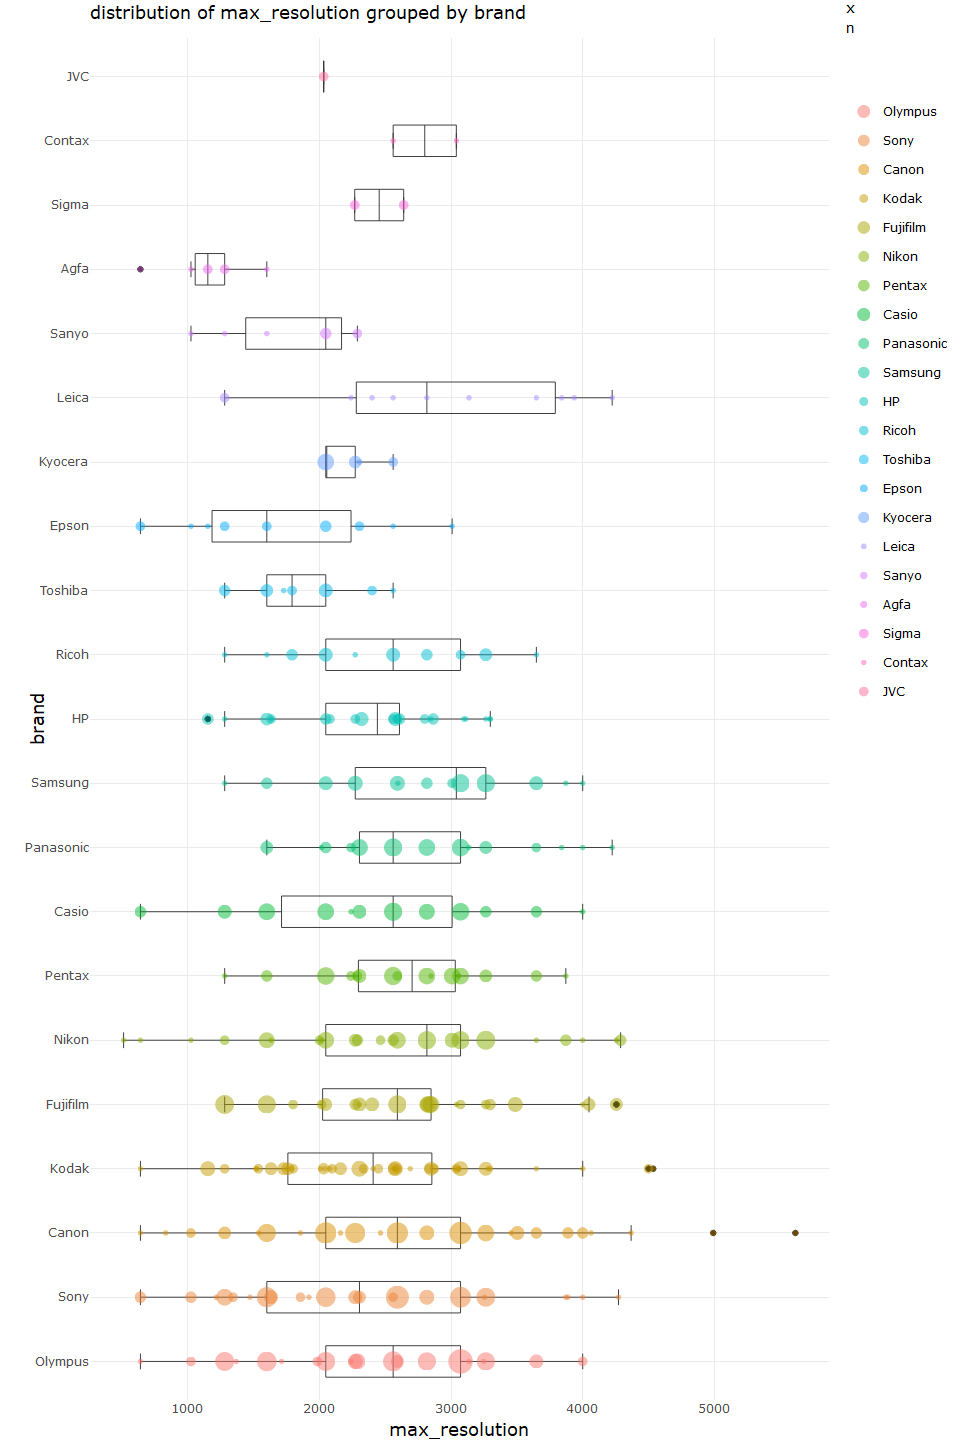 distribution of max_resolution grouped by brand
x
n
JVC
Contax
Sigma
Agfa
Sanyo
Leica
Kyocera
Epson
Toshiba
Ricoh
HP
Samsung
Panasonic
Casio
Pentax
Nikon
Fujifilm
Kodak
Canon
Sony
Olympus
brand
1000 2000 3000 4000 5000
max_resolution
Olympus
Sony
Canon
Kodak
Fujifilm
Nikon
Pentax
Casio
Panasonic
Samsung
HP
Ricoh
Toshiba
Epson
Kyocera
Leica
Sanyo
Agfa
Sigma
Contax
JVC